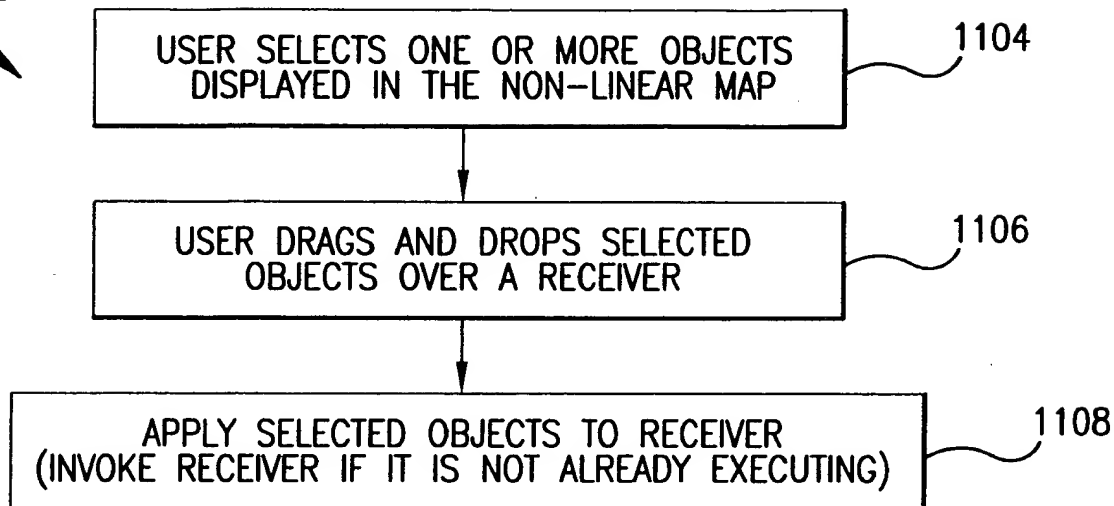 USER SELECTS ONE OR MORE OBJECTS
DISPLAYED IN THE NON-LINEAR MAP
1104
USER DRAGS AND DROPS SELECTED
OBJECTS OVER A RECEIVER
1106
APPLY SELECTED OBJECTS TO RECEIVER
(INVOKE RECEIVER IF IT IS NOT ALREADY EXECUTING)
1108